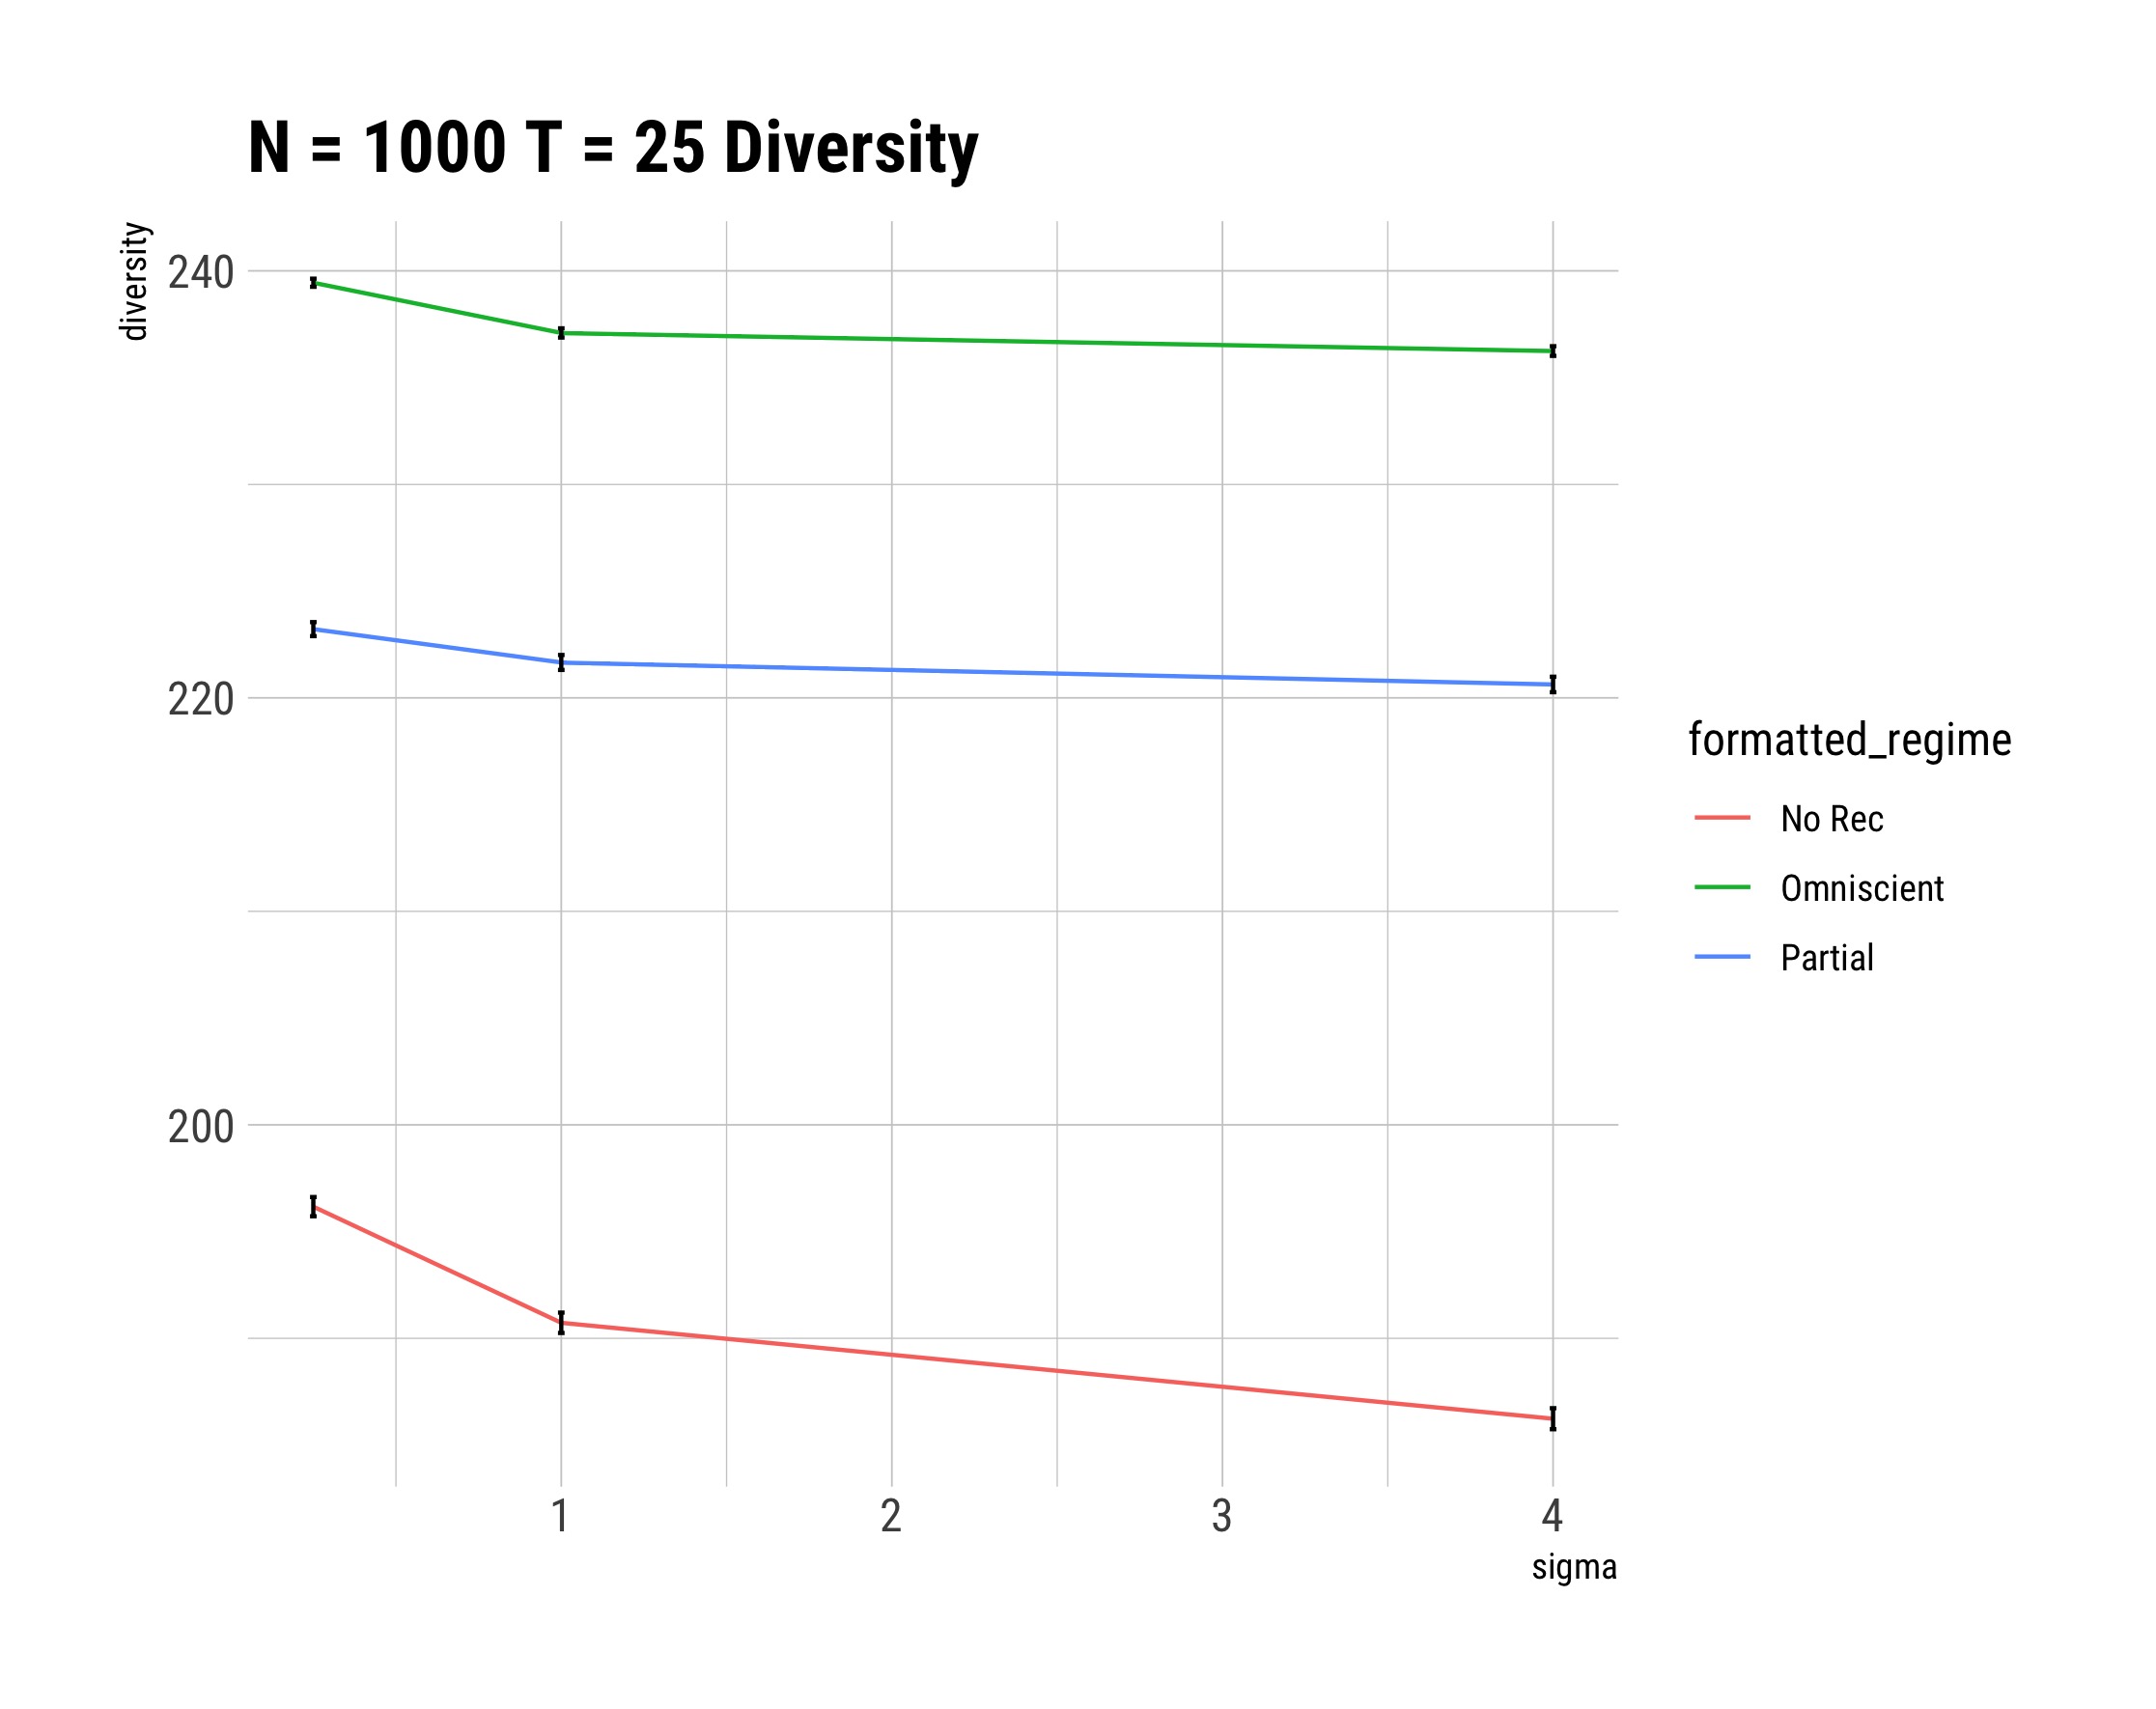 N = 1000 T = 25 Diversity
diversity
240
220
200
1 2 3 4
sigma
formatted_regime
No Rec
Omniscient
Partial